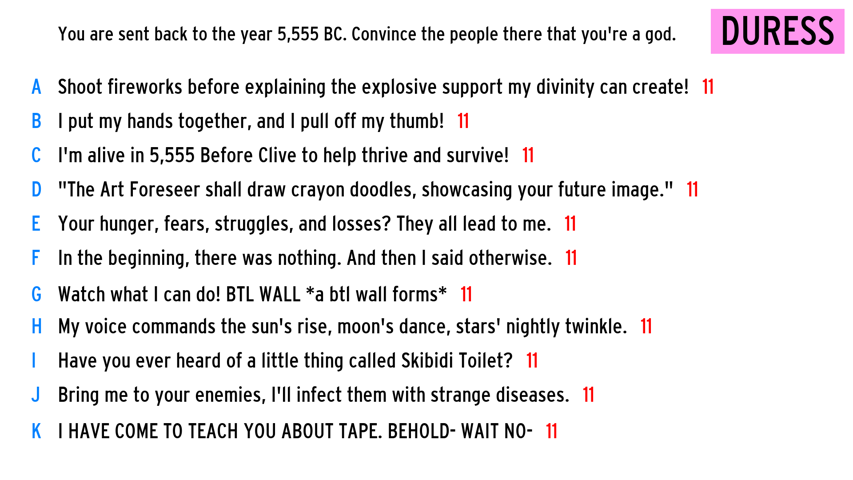 You are sent back to the year 5,555 BC. Convince the people there that you're a god.
DURESS
A Shoot fireworks before explaining the explosive support my divinity can create! 11
B I put my hands together, and I pull off my thumb! 11
C I'm alive in 5,555 Before Clive to help thrive and survive! 11
D "The Art Foreseer shall draw crayon doodles, showcasing your future image." 11
E Your hunger, fears, struggles, and losses? They all lead to me. 11
F In the beginning, there was nothing. And then I said otherwise. 11
G Watch what I can do! BTL WALL *a btl wall forms* 11
H My voice commands the sun's rise, moon's dance, stars' nightly twinkle. 11
I Have you ever heard of a little thing called Skibidi Toilet? 11
J Bring me to your enemies, I'll infect them with strange diseases. 11
K I HAVE COME TO TEACH YOU ABOUT TAPE. BEHOLD- WAIT NO- 11